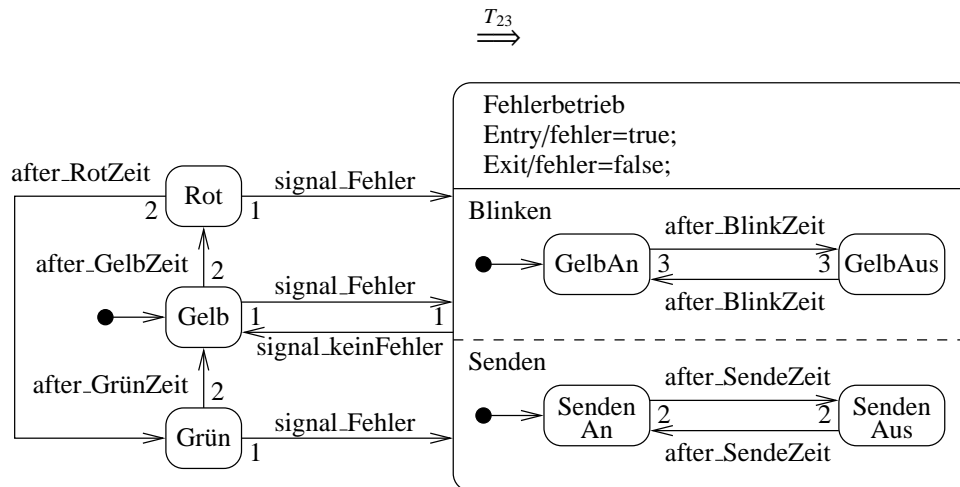 T23
⇒
Fehlerbetrieb
Entry/fehler=true;
Exit/fehler=false;
after_RotZeit
Rot
signal_Fehler
2
1
Blinken
after_BlinkZeit
GelbAn
3
3
GelbAus
after_BlinkZeit
after_GelbZeit
2
signal_Fehler
Gelb
1
1
signal_keinFehler
Senden
after_GrünZeit
2
after_SendeZeit
Senden
An
2
2
Senden
Aus
after_SendeZeit
Grün
signal_Fehler
1